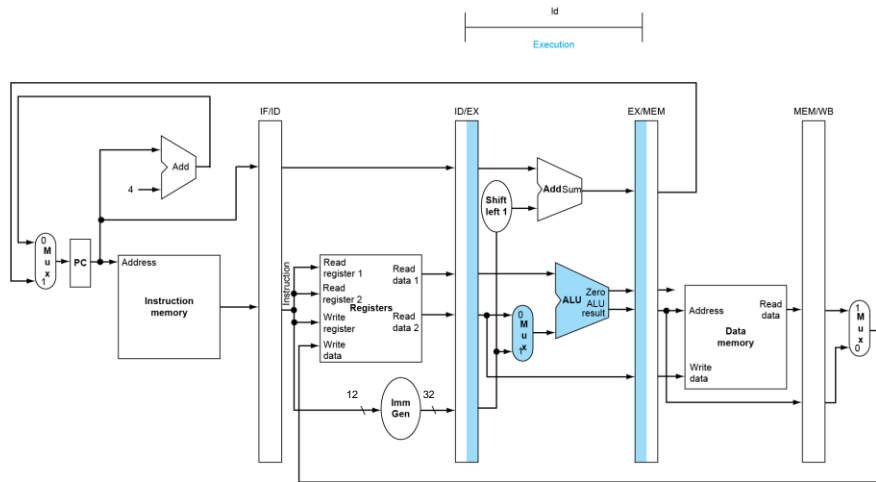 ld
Execution
IF/ID
ID/EX
EX/MEM
MEM/WB
Add
4
Shift
left 1
Add Sum
0
M
u
x
1
PC
Address
Instruction
memory
Instruction
Read
register 1
Read
register 2
Write
register
Write
data
Registers
Read
data 1
Read
data 2
0
M
u
x
1
ALU
Zero
ALU
result
Address
Write
data
Data
memory
Read
data
1
M
u
x
0
12
Imm
Gen
32